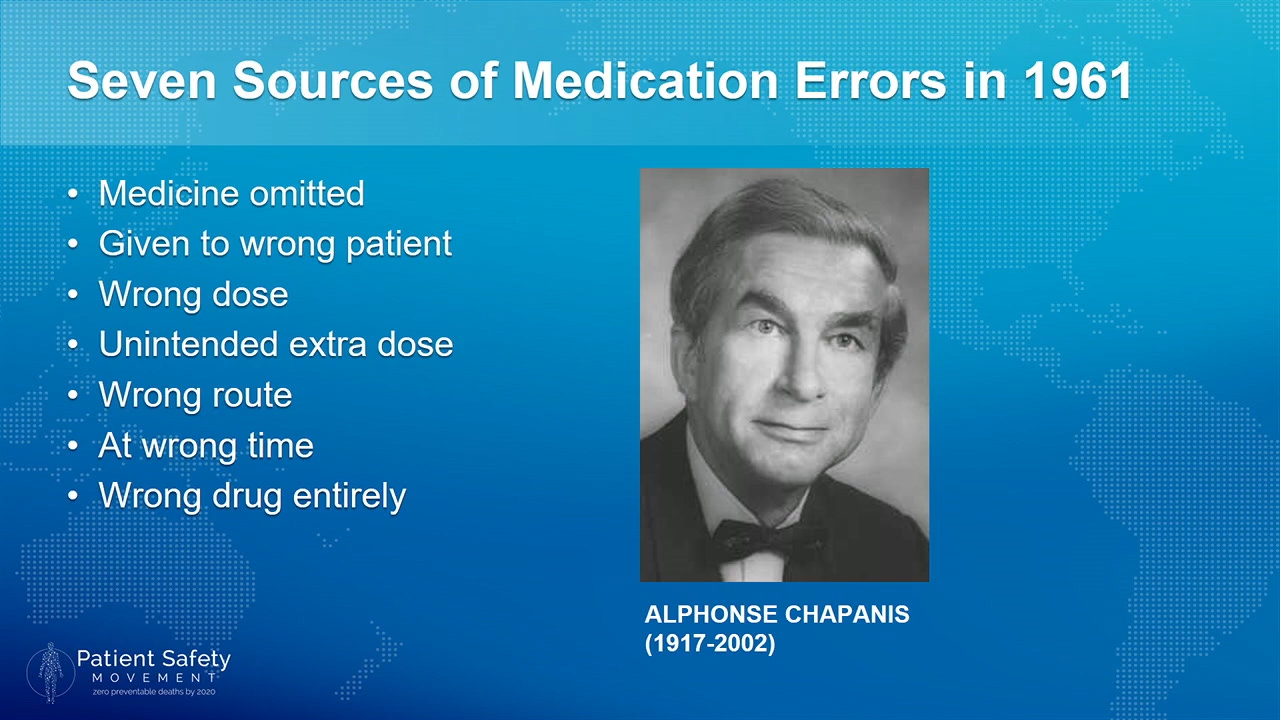 Seven Sources of Medication Errors in 1961
• Medicine omitted
• Given to wrong patient
• Wrong dose
• Unintended extra dose
• Wrong route
• At wrong time
• Wrong drug entirely
ALPHONSE CHAPANIS
(1917-2002)
Patient Safety
MOVEMENT
zero preventable deaths by 2020